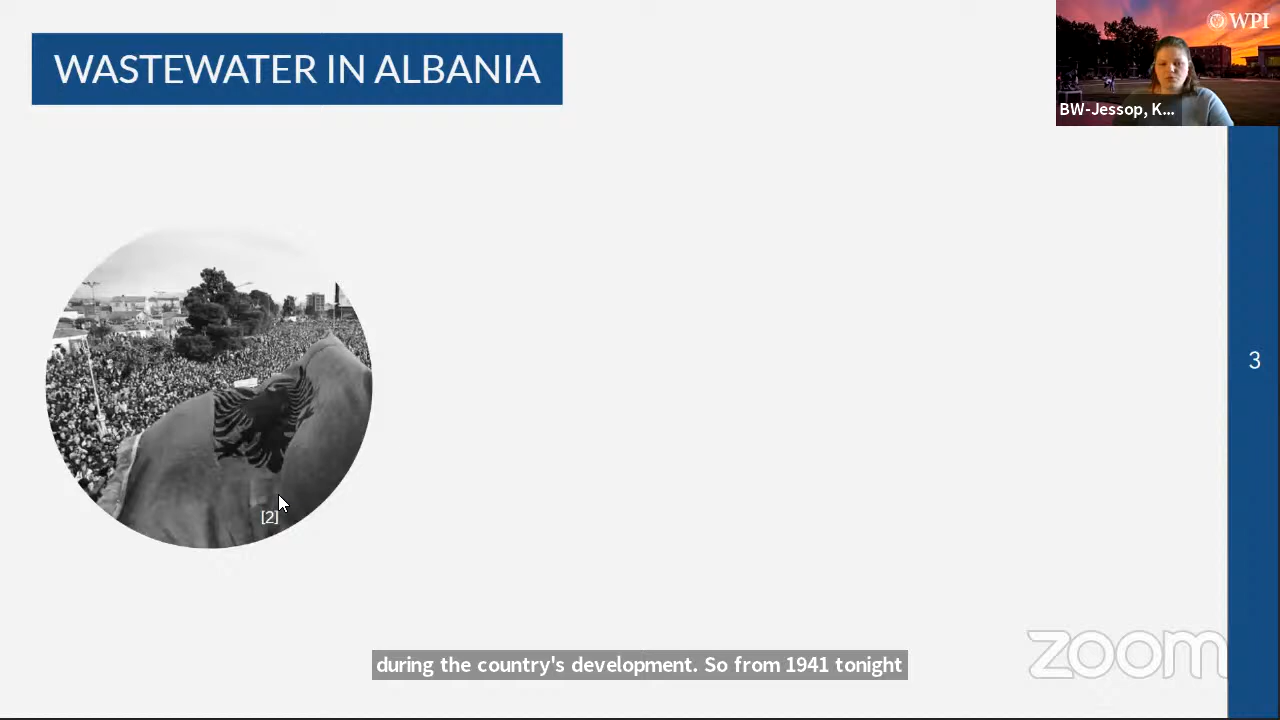 WASTEWATER IN ALBANIA
WPI
BW-Jessop, K...
3
[2]
during the country's development. So from 1941 tonight
zoom